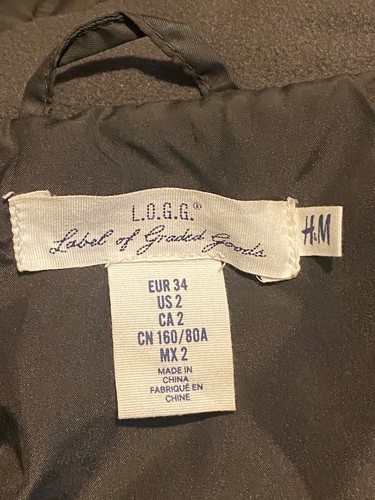 L.O.G.G.®
Label of Graded Goods
H&M
EUR 34
US 2
CA 2
CN 160/80A
MX 2
MADE IN
CHINA
FABRIQUÉ EN
CHINE